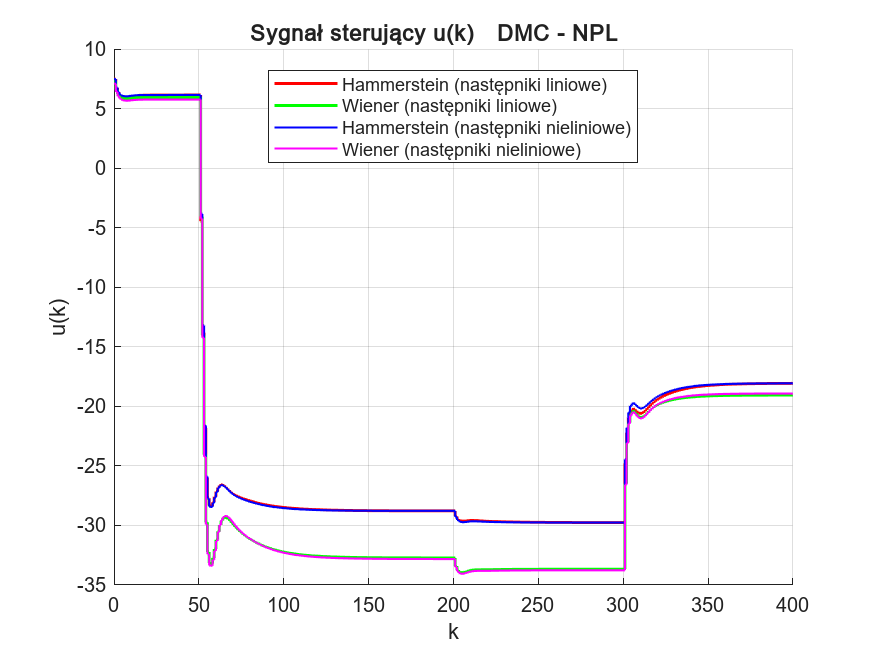 Sygnał sterujący u(k) DMC - NPL
10
5
0
-5
-10
-15
-20
-25
-30
-35
u(k)
Hammerstein (następniki liniowe)
Wiener (następniki liniowe)
Hammerstein (następniki nieliniowe)
Wiener (następniki nieliniowe)
0 50 100 150 200 250 300 350 400
k